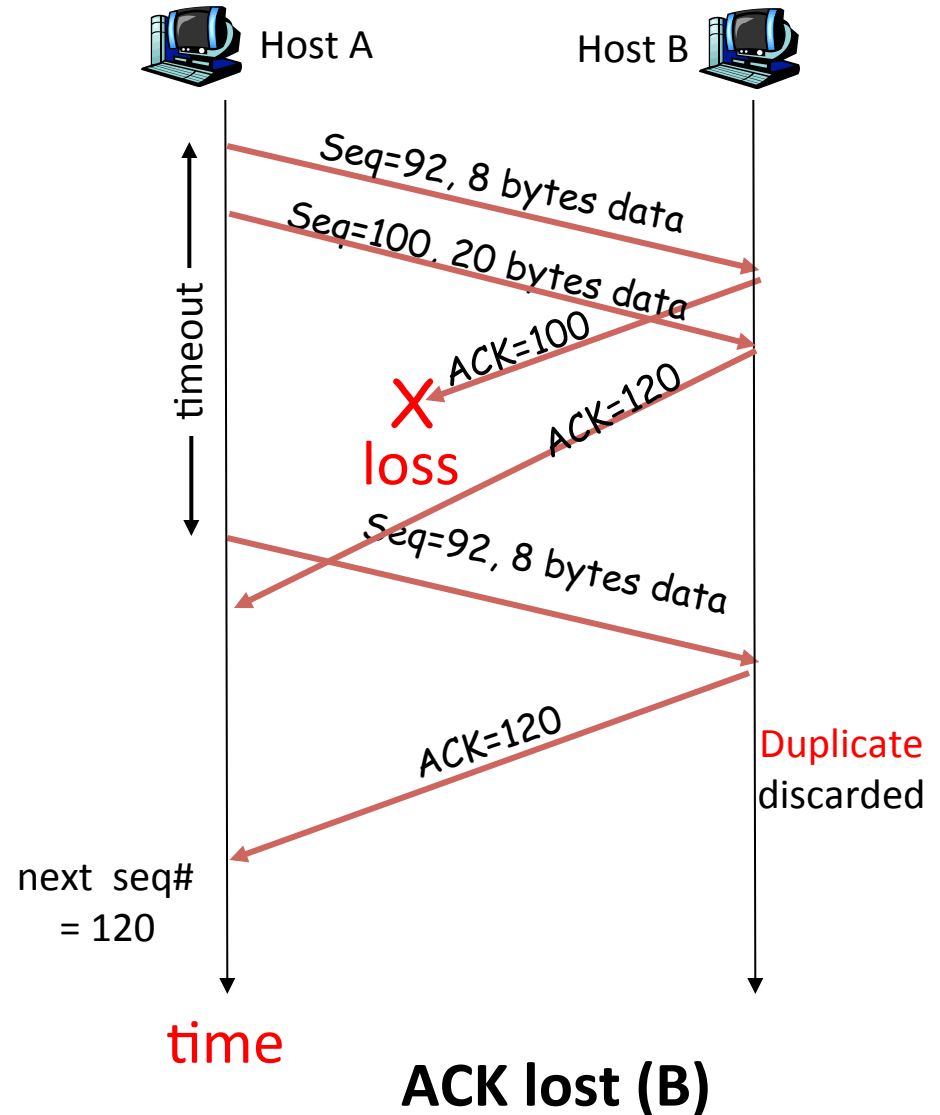 Host A
Host B
Seq=92, 8 bytes data
Seq=100, 20 bytes data
timeout
ACK=100
ACK=120
X
loss
Seq=92, 8 bytes data
ACK=120
Duplicate
discarded
next seq#
= 120
time
ACK lost (B)